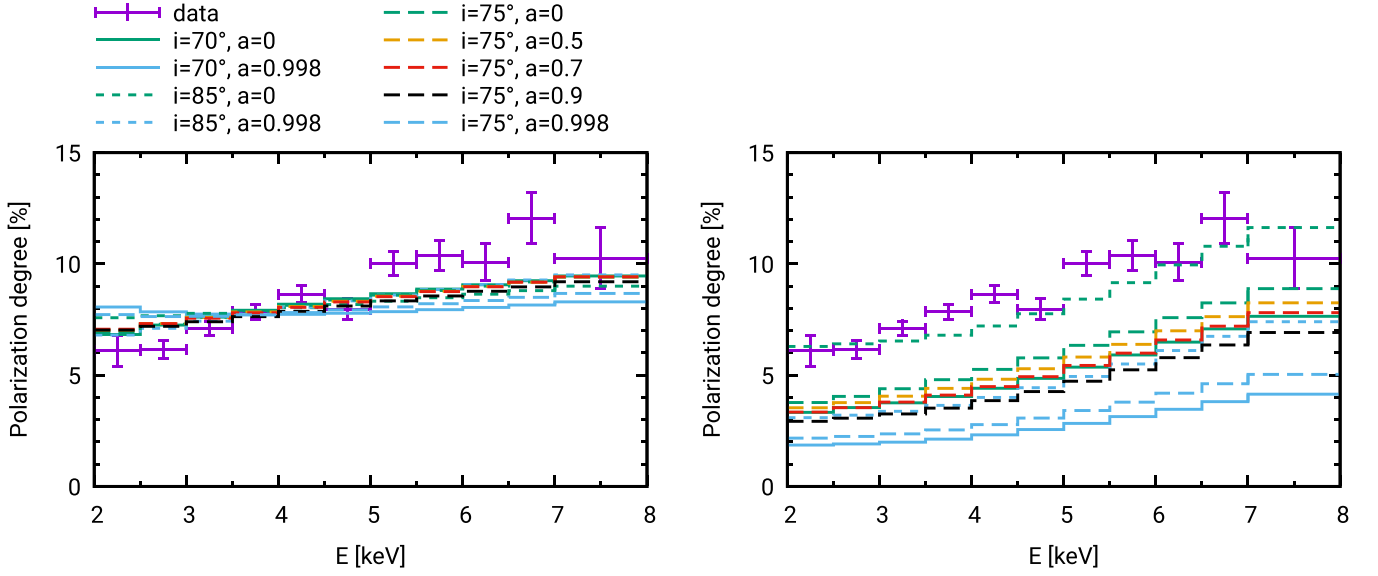 data
i=70°, a=0
i=70°, a=0.998
i=85°, a=0
i=85°, a=0.998
i=75°, a=0
i=75°, a=0.5
i=75°, a=0.7
i=75°, a=0.9
i=75°, a=0.998
Polarization degree [%]
15
10
5
0
2 3 4 5 6 7 8
E [keV]
Polarization degree [%]
15
10
5
0
2 3 4 5 6 7 8
E [keV]